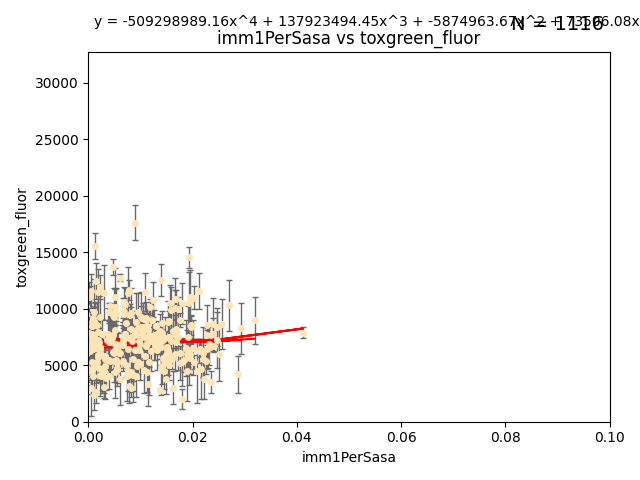 y = -509298989.16x^4 + 137923494.45x^3 + -5874963.67x^2 + 73506.08x
N = 1116
imm1PerSasa vs toxgreen_fluor
30000
25000
20000
15000
10000
5000
0
toxgreen_fluor
0.00 0.02 0.04 0.06 0.08 0.10
imm1PerSasa